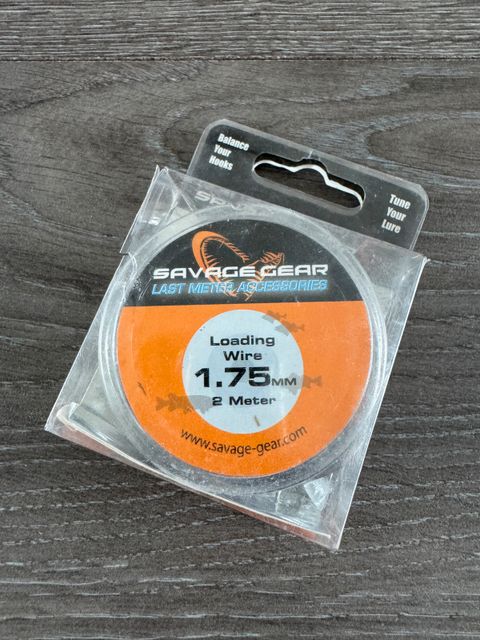 Balance
Your
Hooks
Tune
Your
Lure
SAVAGE GEAR
LAST METER ACCESSORIES
Loading
Wire
1.75MM
2 Meter
www.savage-gear.com